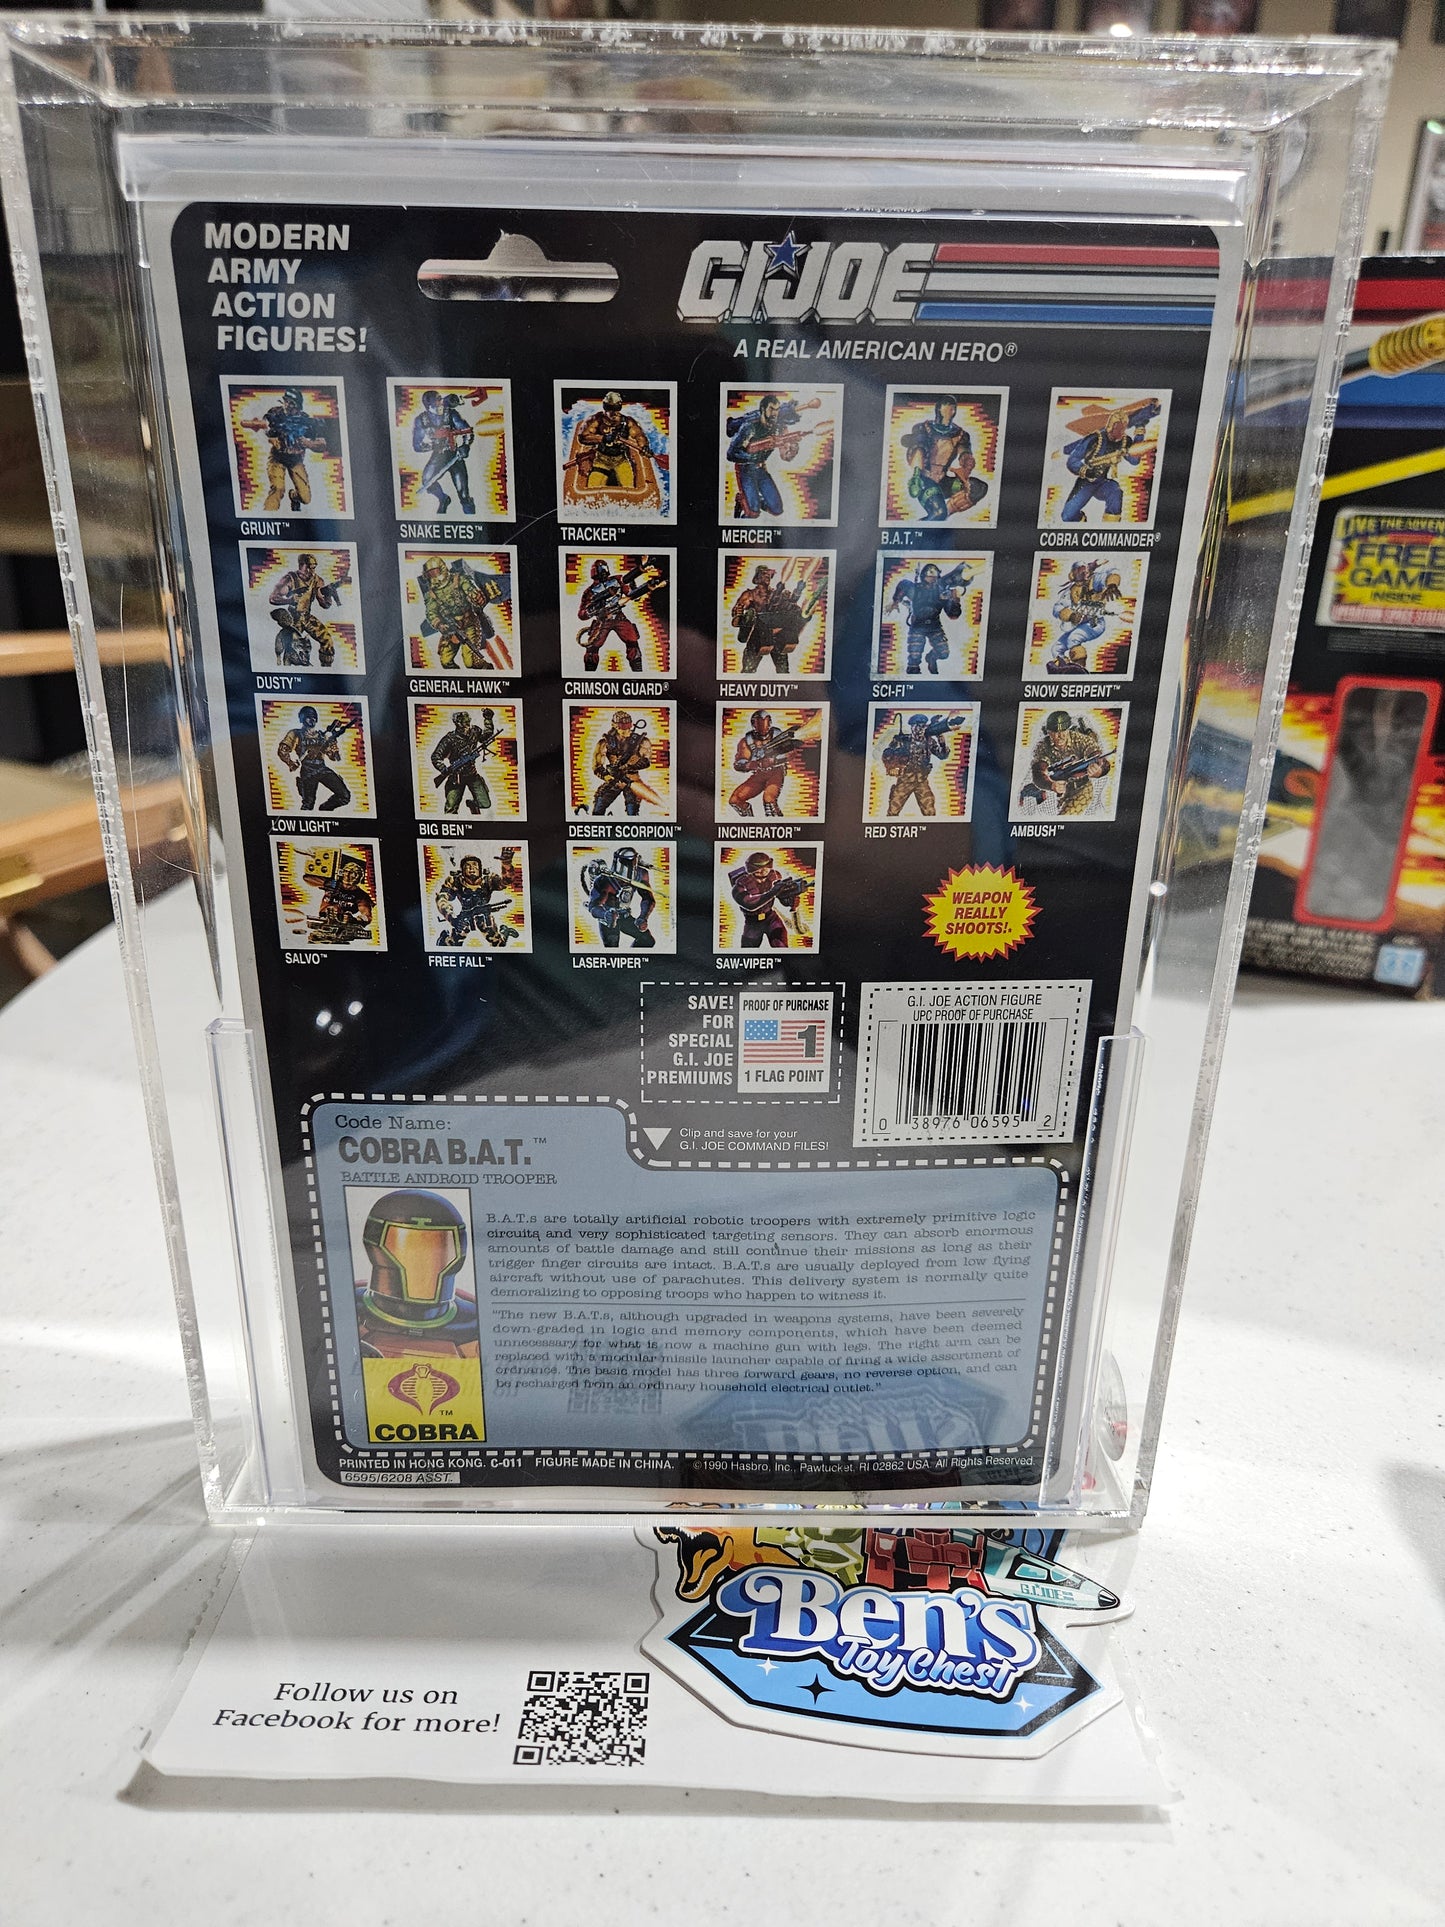 MODERN
ARMY
ACTION
FIGURES!
G.I. JOE
A REAL AMERICAN HERO®
GRUNT™
SNAKE EYES™
TRACKER™
MERCER™
B.A.T.™
COBRA COMMANDER®
DUSTY™
GENERAL HAWK™
CRIMSON GUARD®
HEAVY DUTY™
SCI-FI™
SNOW SERPENT™
LOW LIGHT™
BIG BEN™
DESERT SCORPION™
INCINERATOR™
RED STAR™
AMBUSH™
SALVO™
FREE FALL™
LASER-VIPER™
SAW-VIPER™
WEAPON
REALLY
SHOOTS!
SAVE!
FOR
SPECIAL
G.I. JOE
PREMIUMS
PROOF OF PURCHASE
1
1 FLAG POINT
G.I. JOE ACTION FIGURE
UPC PROOF OF PURCHASE
0 38976 06595 2
Clip and save for your
G.I. JOE COMMAND FILES!
Code Name:
COBRA B.A.T.™
BATTLE ANDROID TROOPER
B.A.T.s are totally artificial robotic troopers with extremely primitive logic
circuits and very sophisticated targeting sensors. They can absorb enormous
amounts of battle damage and still continue their missions as long as their
trigger finger circuits are intact. B.A.T.s are usually deployed from low flying
aircraft without use of parachutes. This delivery system is normally quite
demoralizing to opposing troops who happen to witness it.
"The new B.A.T.s, although upgraded in weapons systems, have been severely
down-graded in logic and memory components, which have been deemed
unnecessary for what is now a machine gun with legs. The right arm can be
replaced with a modular missile launcher capable of firing a wide assortment of
ordnance. The basic model has three forward gears, no reverse option, and can
be recharged from an ordinary household electrical outlet."
™
COBRA
PRINTED IN HONG KONG. C-011 FIGURE MADE IN CHINA. ©1990 Hasbro, Inc., Pawtucket, RI 02862 USA. All Rights Reserved.
6595/6208 ASST.
LIVE THE ADVEN
FREE
GAME
INSIDE
G.I. JOE
Ben's
Toy Chest
Follow us on
Facebook for more!